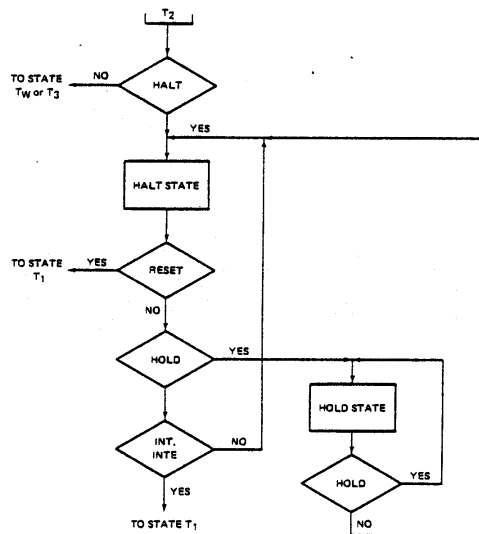 T2
HALT
NO
TO STATE
TW or T3
YES
HALT STATE
RESET
YES
TO STATE
T1
NO
HOLD
YES
HOLD STATE
INT.
INTE
NO
HOLD
YES
YES
NO
TO STATE T1